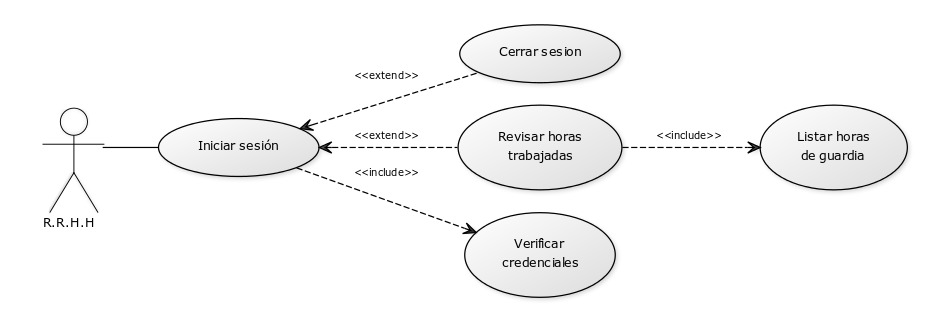 Cerrar sesion
<<extend>>
Iniciar sesión
<<extend>>
Revisar horas
trabajadas
<<include>>
Listar horas
de guardia
<<include>>
R.R.H.H
Verificar
credenciales